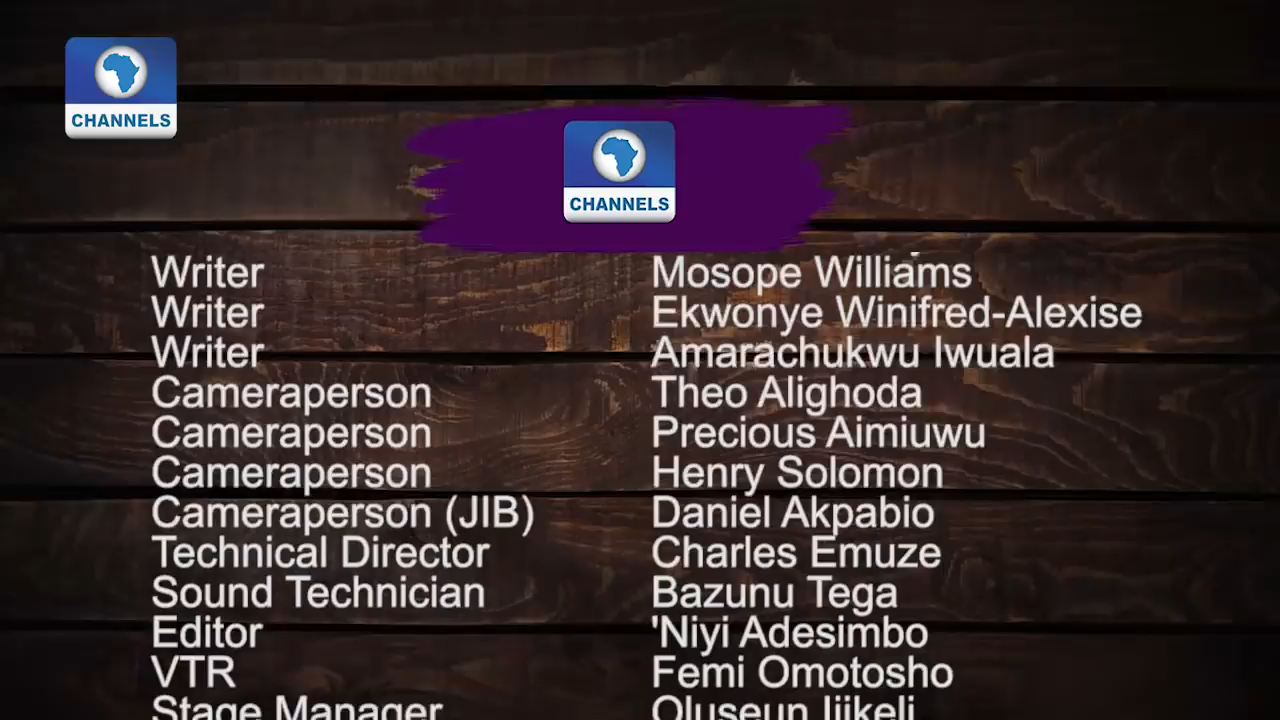 CHANNELS
CHANNELS
Writer Mosope Williams
Writer Ekwonye Winifred-Alexise
Writer Amarachukwu Iwuala
Cameraperson Theo Alighoda
Cameraperson Precious Aimiuwu
Cameraperson Henry Solomon
Cameraperson (JIB) Daniel Akpabio
Technical Director Charles Emuze
Sound Technician Bazunu Tega
Editor 'Niyi Adesimbo
VTR Femi Omotosho
Stage Manager Oluseun